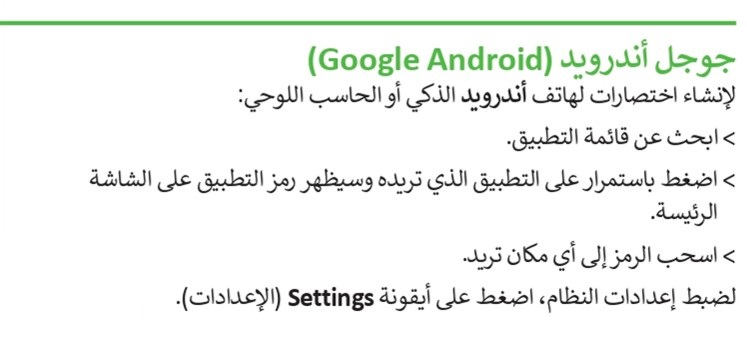 جوجل أندرويد (Google Android)
لإنشاء اختصارات لهاتف أندرويد الذكي أو الحاسب اللوحي:
> ابحث عن قائمة التطبيق.
> اضغط باستمرار على التطبيق الذي تريده وسيظهر رمز التطبيق على الشاشة
الرئيسة.
> اسحب الرمز إلى أي مكان تريد.
لضبط إعدادات النظام، اضغط على أيقونة Settings (الإعدادات).